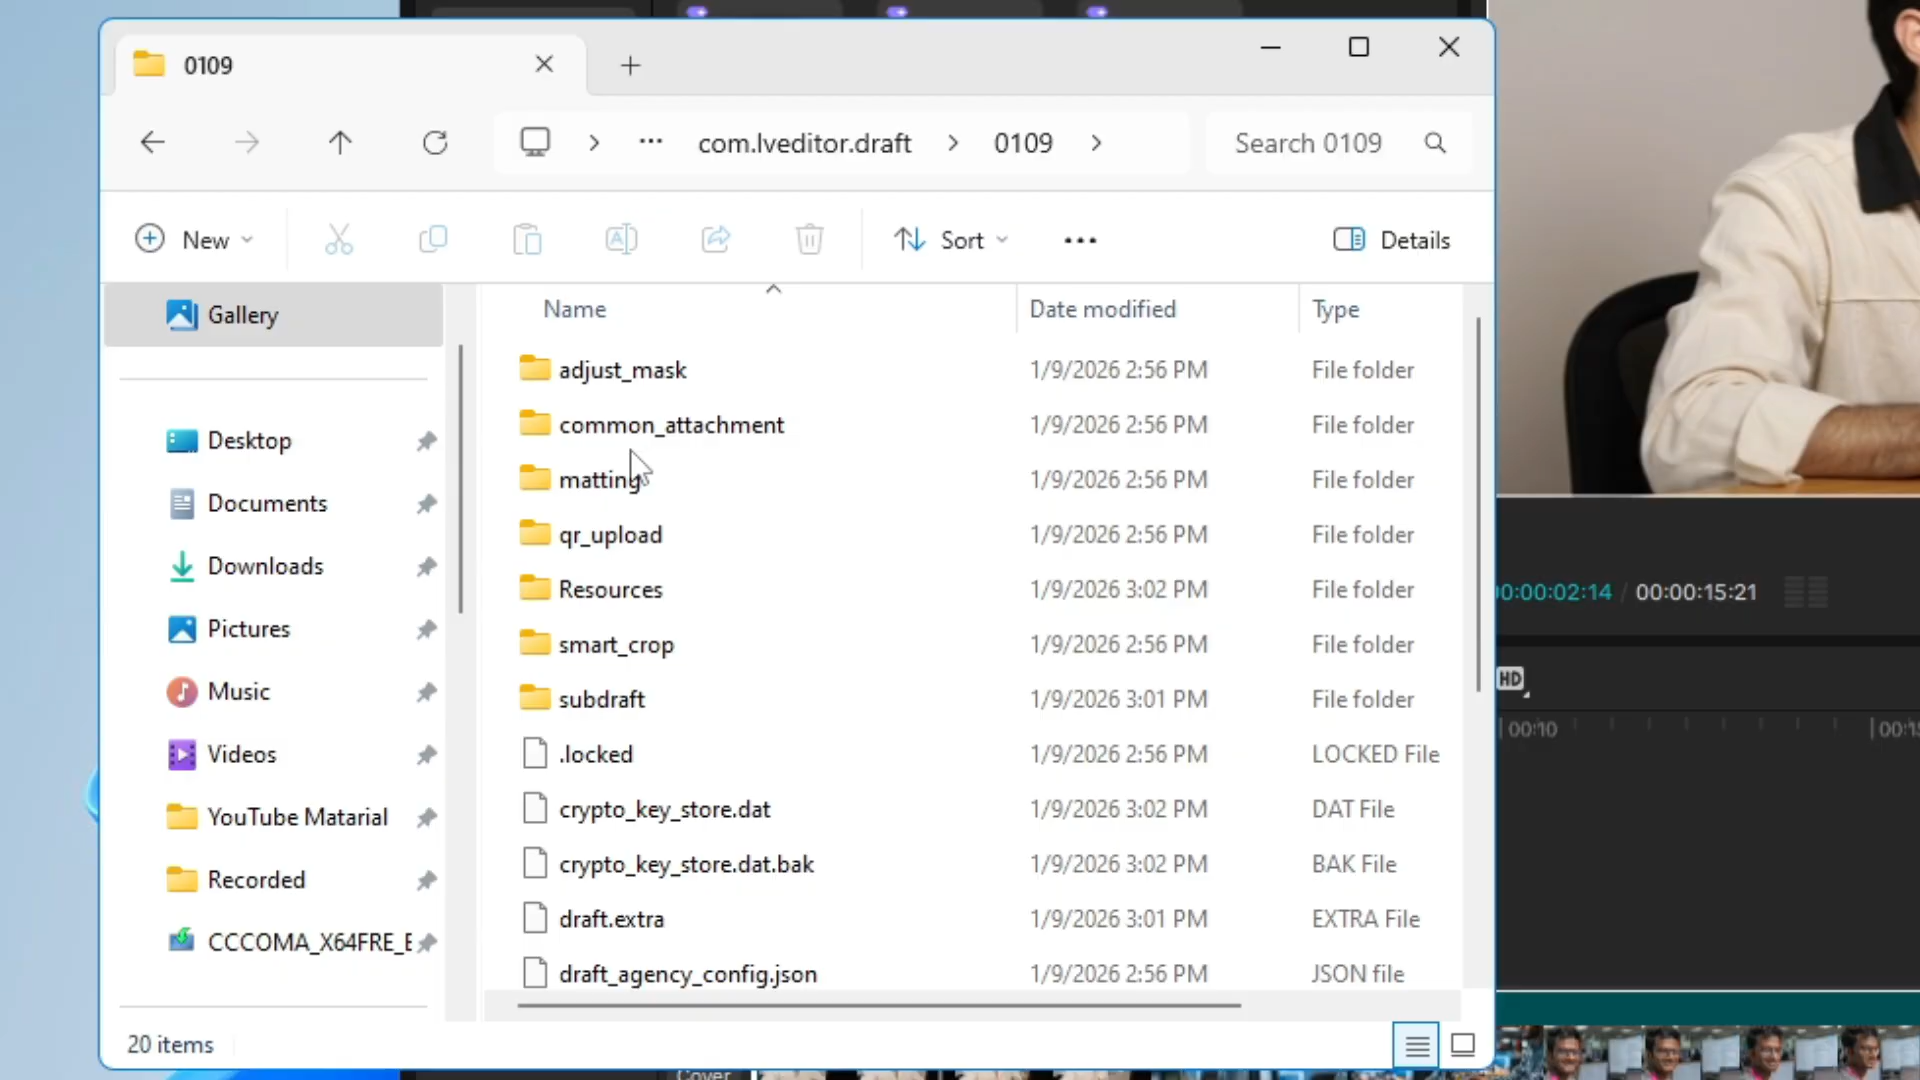 0109
com.lveditor.draft
0109
Search 0109
New
Sort
Details
Gallery
Desktop
Documents
Downloads
Pictures
Music
Videos
YouTube Matarial
Recorded
CCCOMA_X64FRE_E
Name Date modified Type
adjust_mask 1/9/2026 2:56 PM File folder
common_attachment 1/9/2026 2:56 PM File folder
matting 1/9/2026 2:56 PM File folder
qr_upload 1/9/2026 2:56 PM File folder
Resources 1/9/2026 3:02 PM File folder
smart_crop 1/9/2026 2:56 PM File folder
subdraft 1/9/2026 3:01 PM File folder
.locked 1/9/2026 2:56 PM LOCKED File
crypto_key_store.dat 1/9/2026 3:02 PM DAT File
crypto_key_store.dat.bak 1/9/2026 3:02 PM BAK File
draft.extra 1/9/2026 3:01 PM EXTRA File
draft_agency_config.json 1/9/2026 2:56 PM JSON file
20 items
00:00:02:14 / 00:00:15:21
HD
00:10
Cover